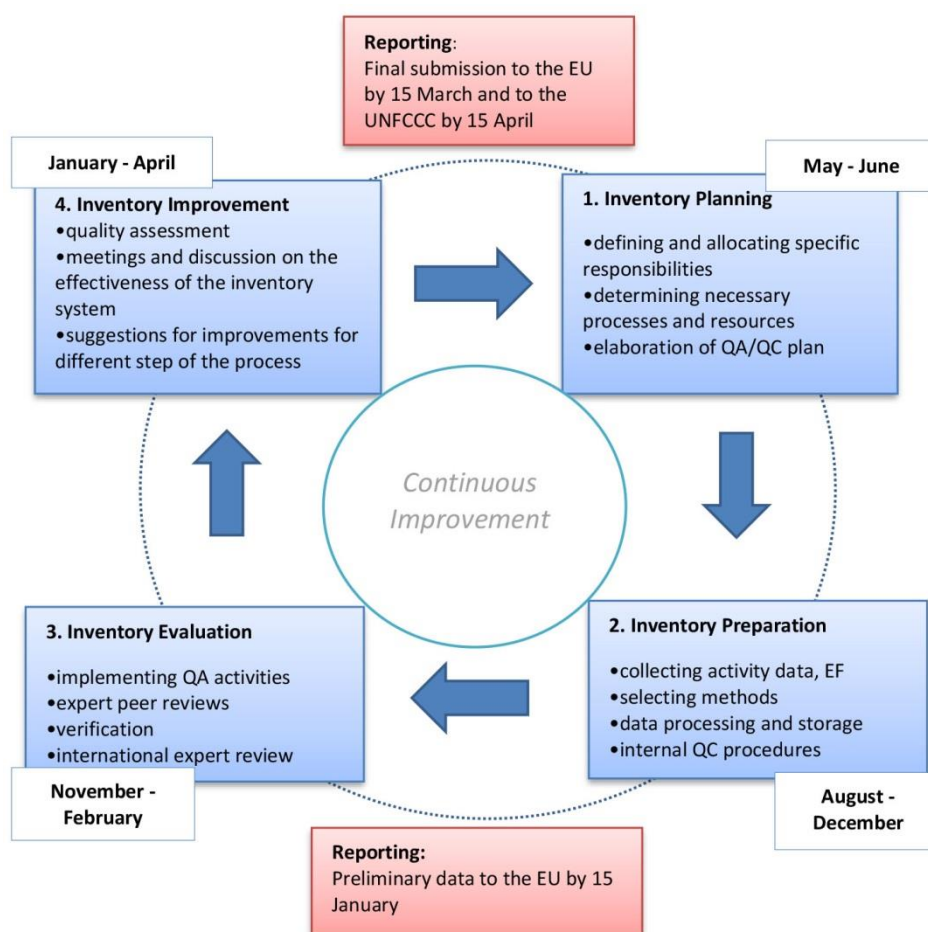 Reporting:
Final submission to the EU
by 15 March and to the
UNFCCC by 15 April
January - April
4. Inventory Improvement
•quality assessment
•meetings and discussion on the
effectiveness of the inventory
system
•suggestions for improvements for
different step of the process
May - June
1. Inventory Planning
•defining and allocating specific
responsibilities
•determining necessary
processes and resources
•elaboration of QA/QC plan
Continuous
Improvement
3. Inventory Evaluation
•implementing QA activities
•expert peer reviews
•verification
•international expert review
November -
February
2. Inventory Preparation
•collecting activity data, EF
•selecting methods
•data processing and storage
•internal QC procedures
August -
December
Reporting:
Preliminary data to the EU by 15
January